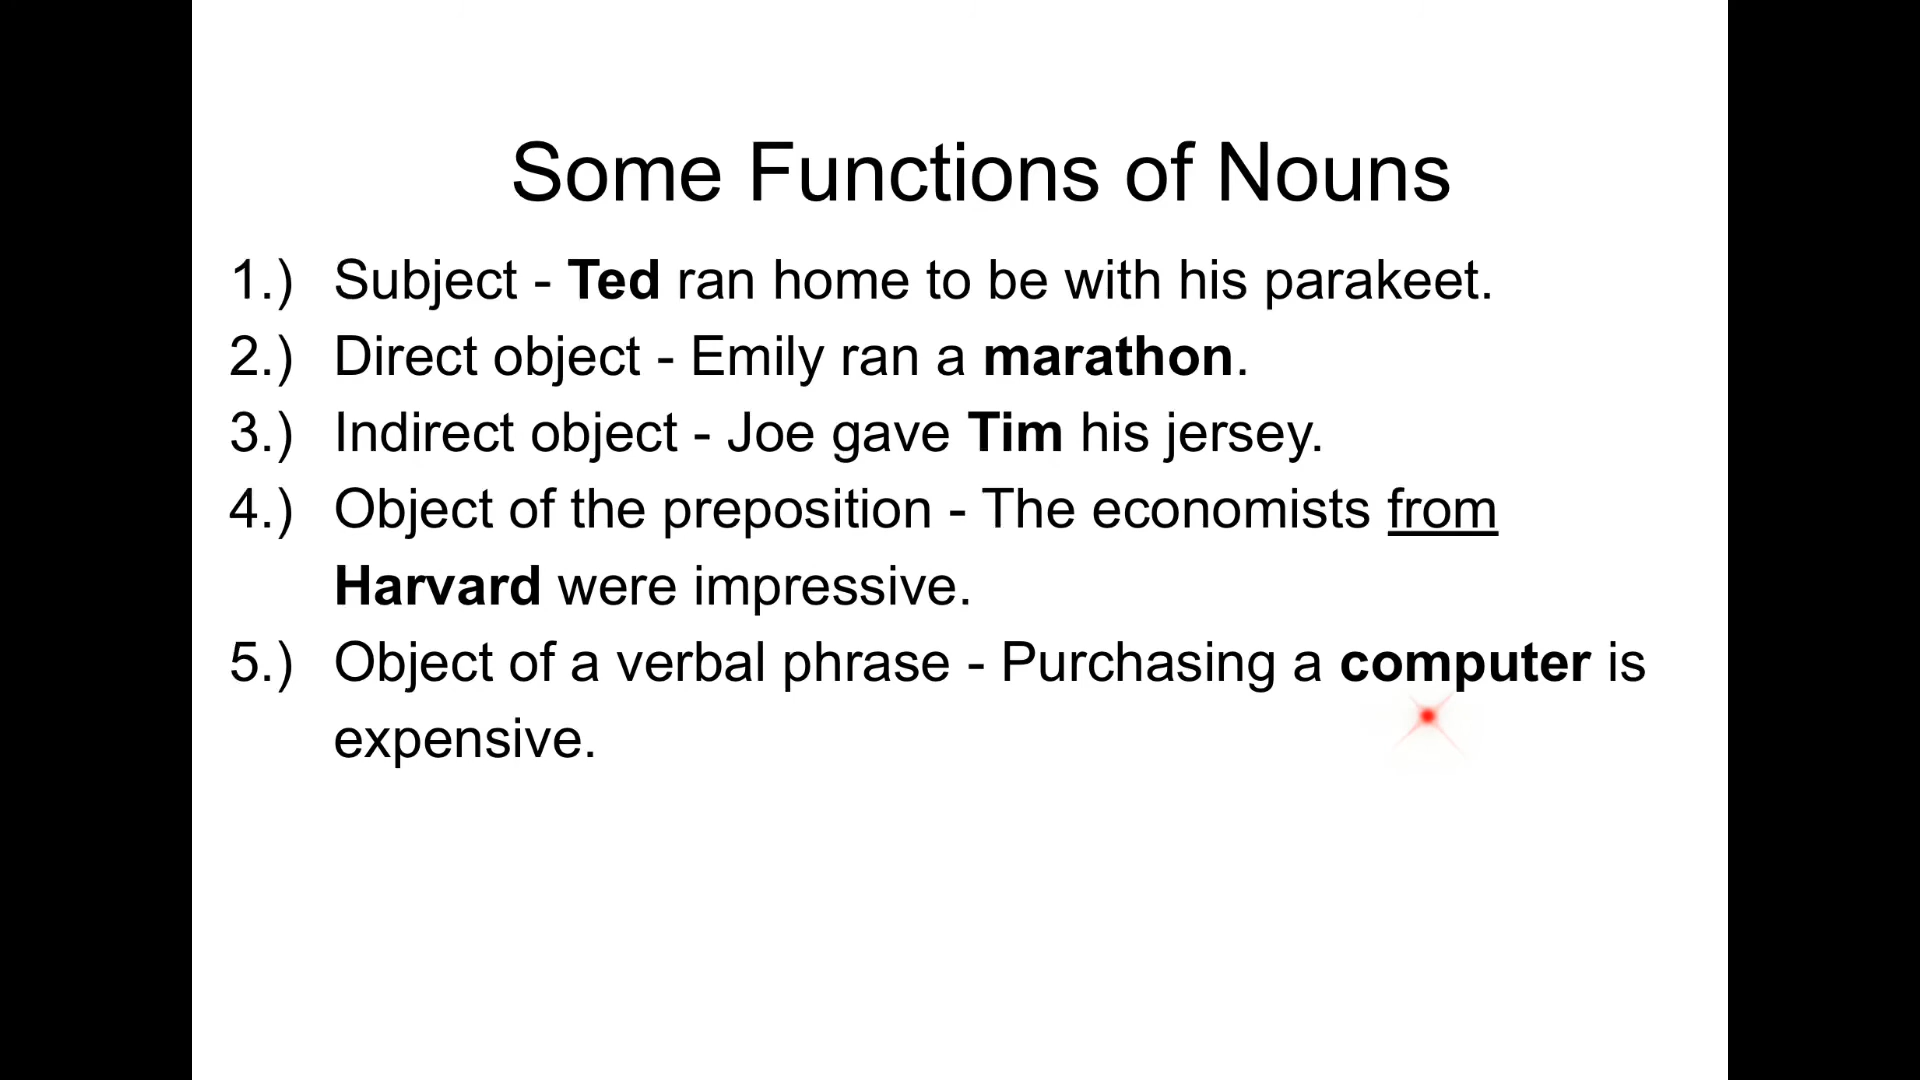 Some Functions of Nouns
1.) Subject - Ted ran home to be with his parakeet.
2.) Direct object - Emily ran a marathon.
3.) Indirect object - Joe gave Tim his jersey.
4.) Object of the preposition - The economists from
Harvard were impressive.
5.) Object of a verbal phrase - Purchasing a computer is
expensive.